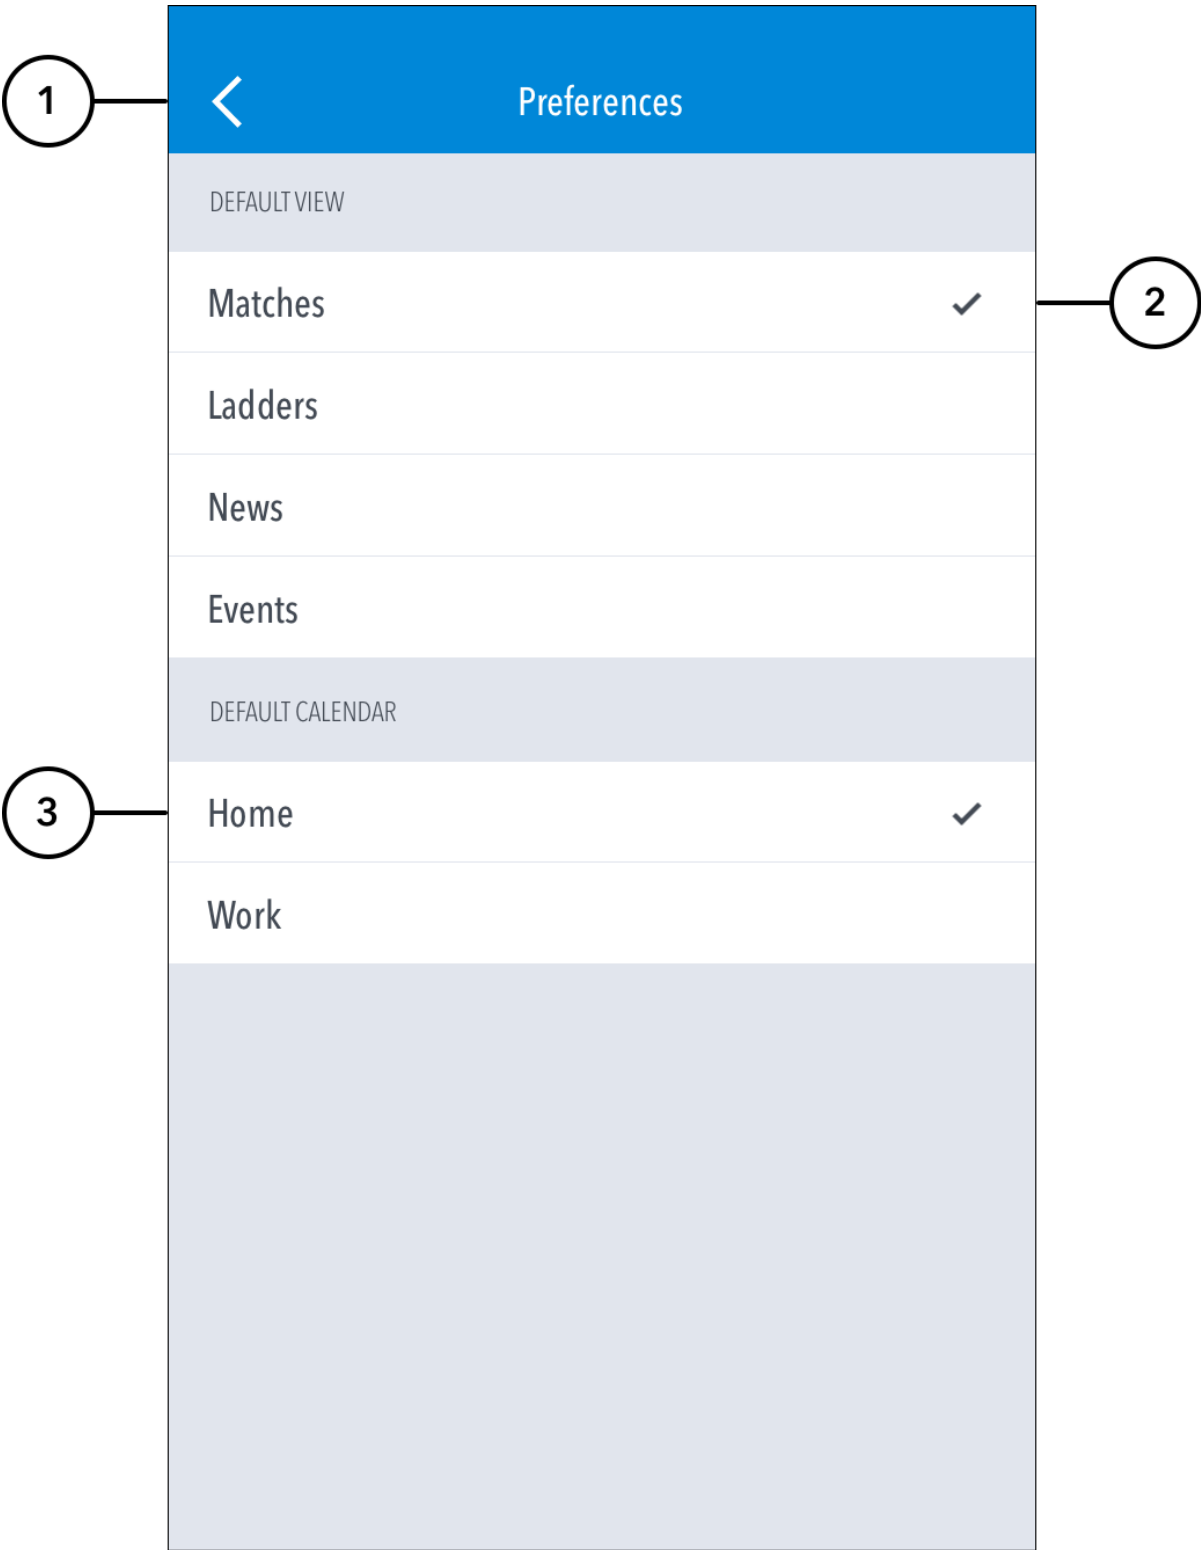 1
Preferences
DEFAULT VIEW
Matches
2
Ladders
News
Events
DEFAULT CALENDAR
3
Home
Work